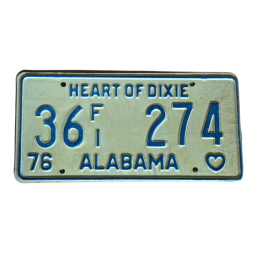 HEART OF DIXIE
36 F I 274
76 ALABAMA